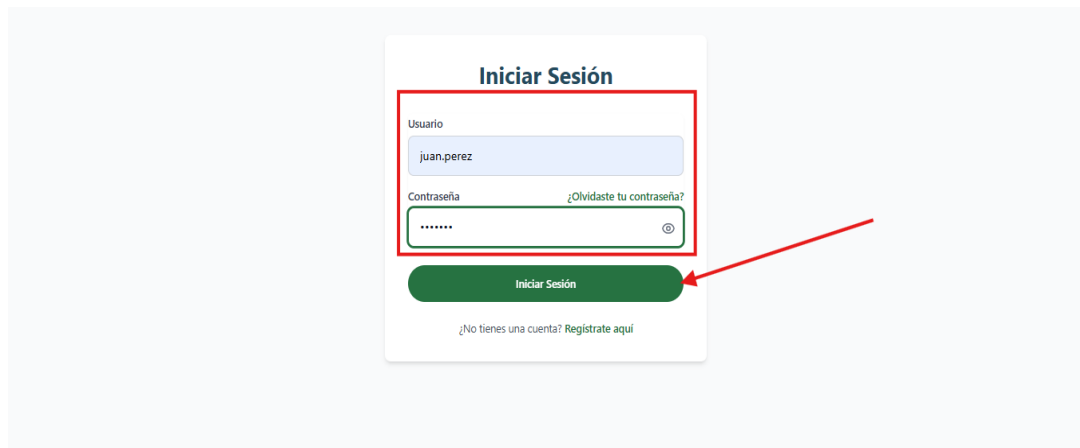 Iniciar Sesión
Usuario
juan.perez
Contraseña ¿Olvidaste tu contraseña?
•••••••
Iniciar Sesión
¿No tienes una cuenta? Regístrate aquí